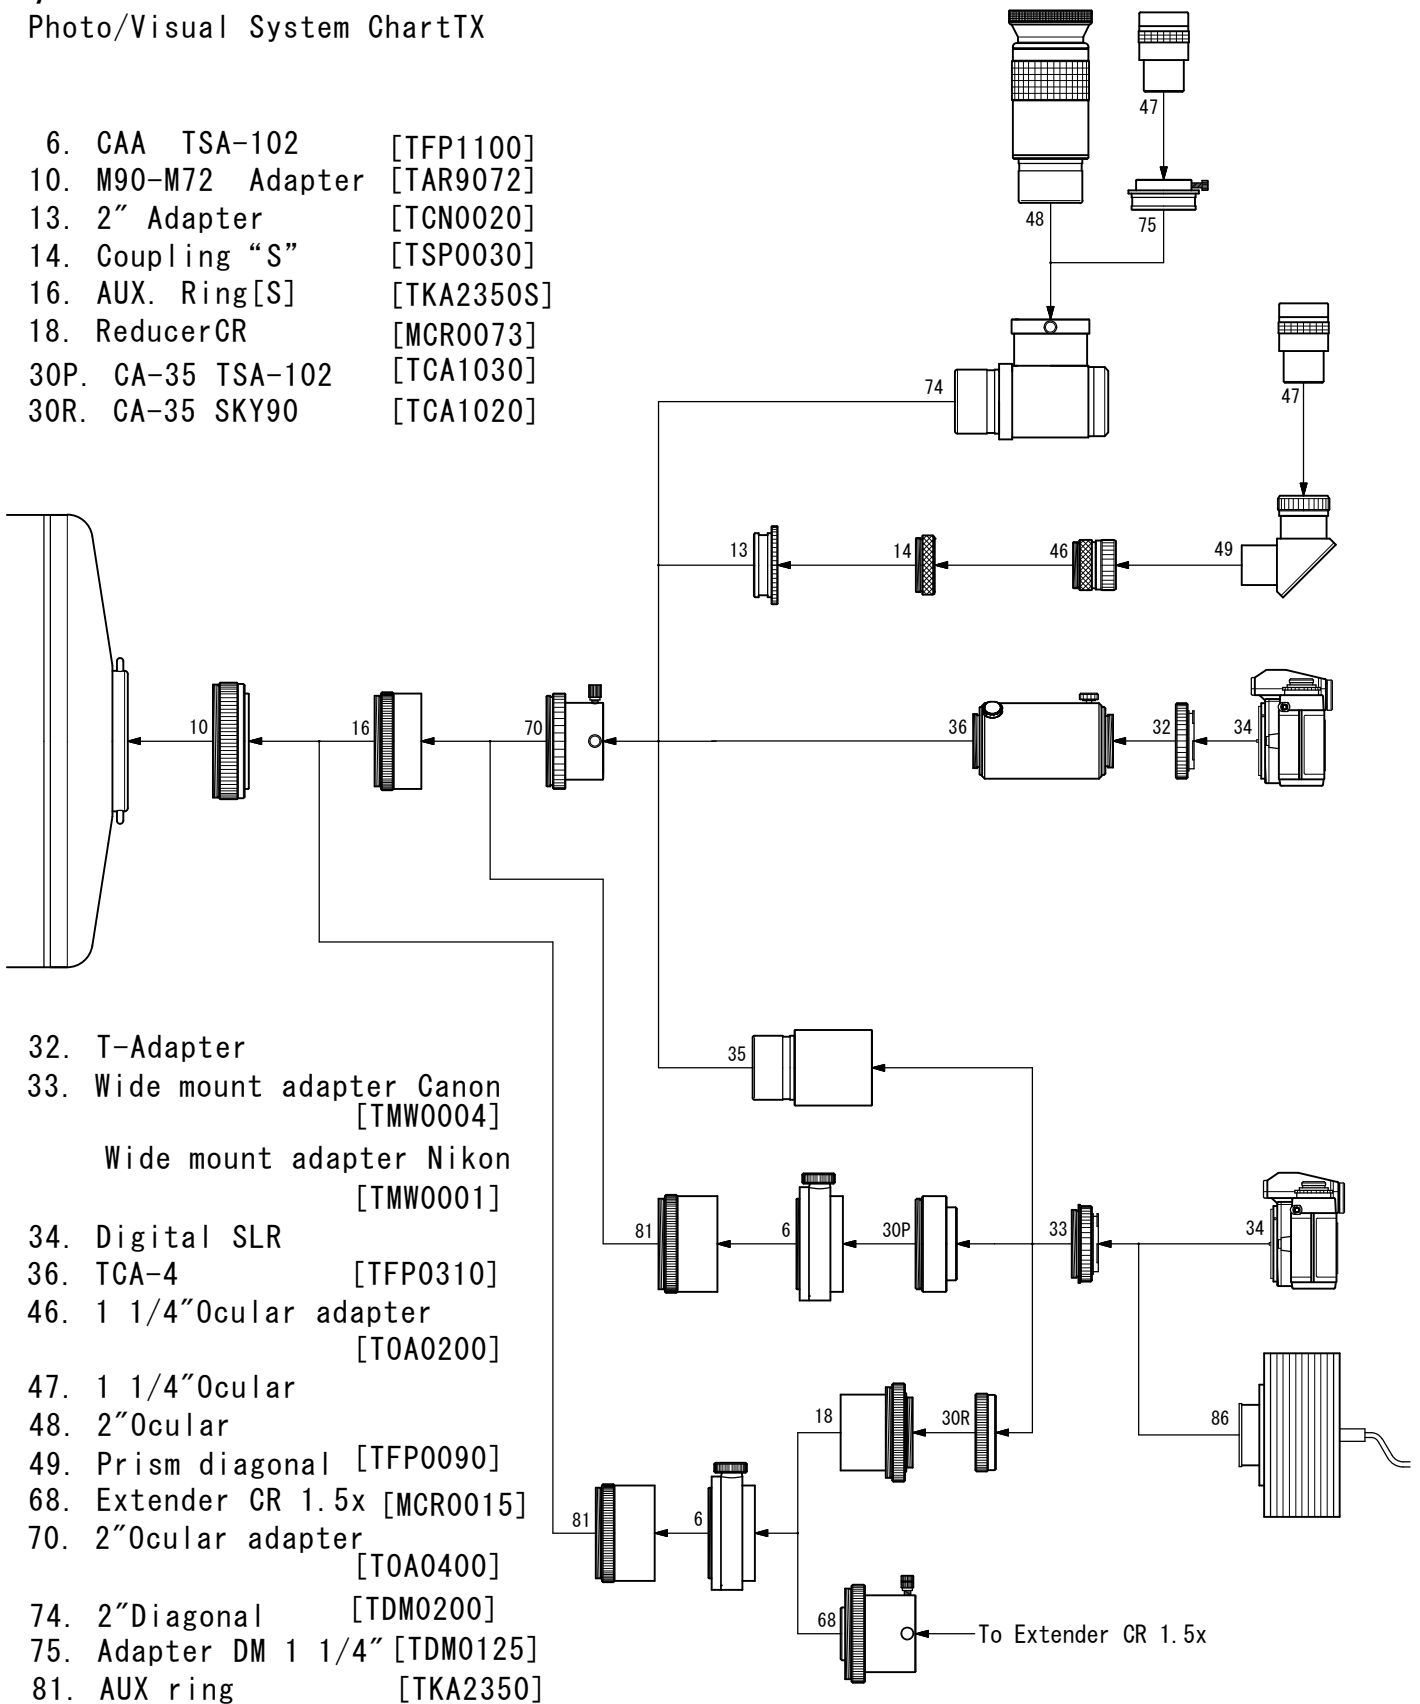 Photo/Visual System ChartTX
6. CAA TSA-102 [TFP1100]
10. M90-M72 Adapter [TAR9072]
13. 2″ Adapter [TCN0020]
14. Coupling “S” [TSP0030]
16. AUX. Ring[S] [TKA2350S]
18. ReducerCR [MCR0073]
30P. CA-35 TSA-102 [TCA1030]
30R. CA-35 SKY90 [TCA1020]
47
48
75
74
47
13
14
46
49
10
16
70
36
32
34
35
81
6
30P
33
34
18
30R
86
81
6
68
To Extender CR 1.5x
32. T-Adapter
33. Wide mount adapter Canon
[TMW0004]
Wide mount adapter Nikon
[TMW0001]
34. Digital SLR
36. TCA-4 [TFP0310]
46. 1 1/4″Ocular adapter
[TOA0200]
47. 1 1/4″Ocular
48. 2″Ocular
49. Prism diagonal [TFP0090]
68. Extender CR 1.5x [MCR0015]
70. 2″Ocular adapter
[TOA0400]
74. 2″Diagonal [TDM0200]
75. Adapter DM 1 1/4″ [TDM0125]
81. AUX ring [TKA2350]